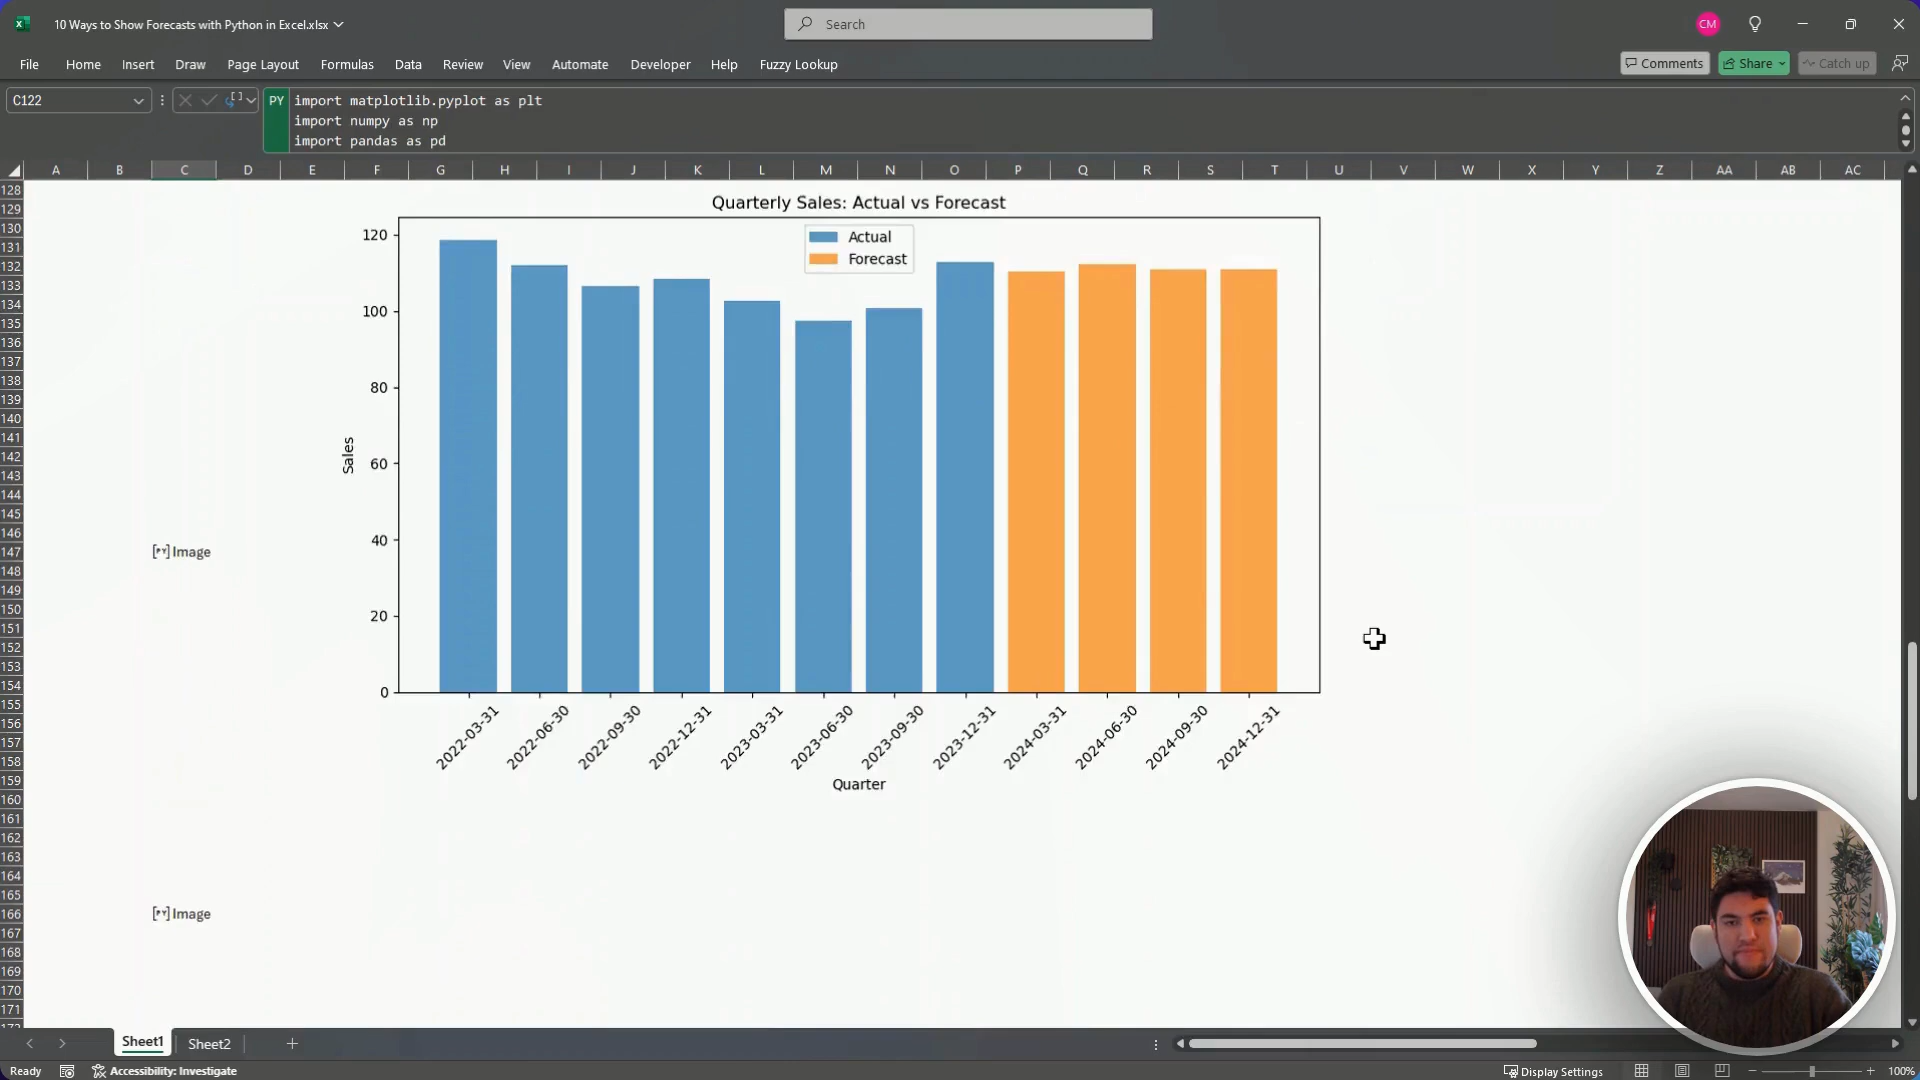 10 Ways to Show Forecasts with Python in Excel.xlsx
Search
CM
File Home Insert Draw Page Layout Formulas Data Review View Automate Developer Help Fuzzy Lookup
Comments Share Catch up
C122
PY
import matplotlib.pyplot as plt
import numpy as np
import pandas as pd
A B C D E F G H I J K L M N O P Q R S T U V W X Y Z AA AB AC
128
129
130
131
132
133
134
135
136
137
138
139
140
141
142
143
144
145
146
147
148
149
150
151
152
153
154
155
156
157
158
159
160
161
162
163
164
165
166
167
168
169
170
171
Quarterly Sales: Actual vs Forecast
Actual
Forecast
120
100
80
60
40
20
0
Sales
2022-03-31 2022-06-30 2022-09-30 2022-12-31 2023-03-31 2023-06-30 2023-09-30 2023-12-31 2024-03-31 2024-06-30 2024-09-30 2024-12-31
Quarter
[PY] Image
[PY] Image
Sheet1 Sheet2
Ready
Accessibility: Investigate
Display Settings
100%